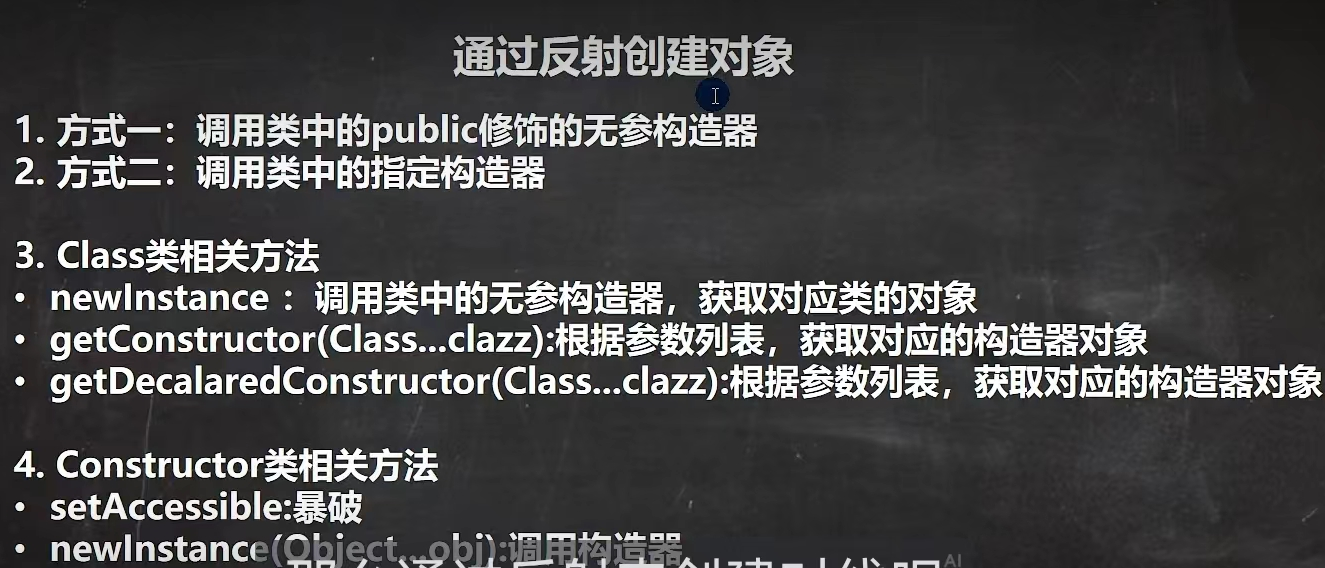 通过反射创建对象
1. 方式一：调用类中的public修饰的无参构造器
2. 方式二：调用类中的指定构造器
3. Class类相关方法
• newInstance ：调用类中的无参构造器，获取对应类的对象
• getConstructor(Class...clazz):根据参数列表，获取对应的构造器对象
• getDecalaredConstructor(Class...clazz):根据参数列表，获取对应的构造器对象
4. Constructor类相关方法
• setAccessible:暴破
• newInstance(Object...obj):调用构造器
AI